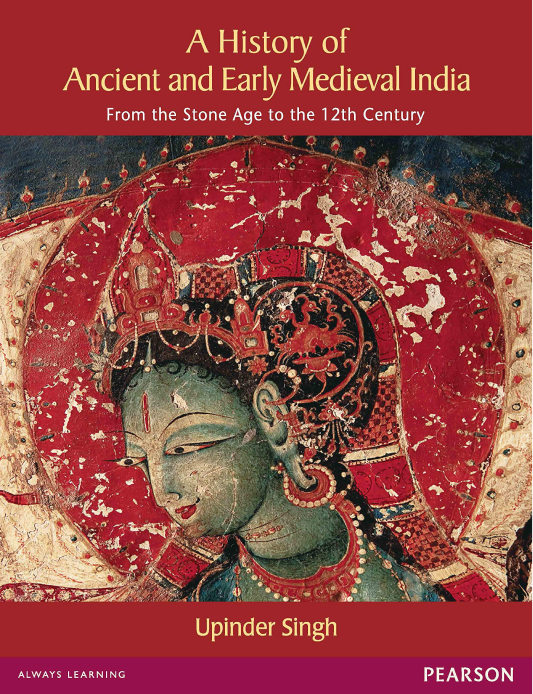 A History of
Ancient and Early Medieval India
From the Stone Age to the 12th Century
Upinder Singh
ALWAYS LEARNING
PEARSON